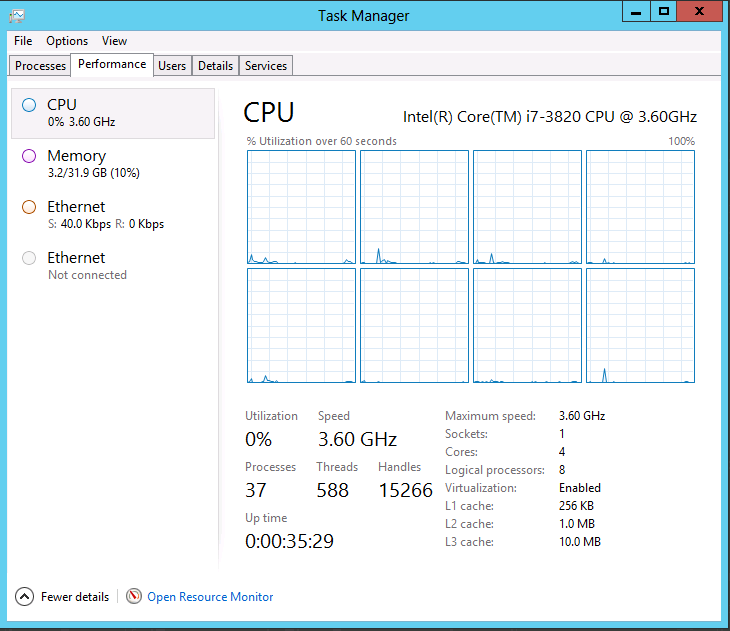 Task Manager
File Options View
Processes Performance Users Details Services
CPU
0% 3.60 GHz
Memory
3.2/31.9 GB (10%)
Ethernet
S: 40.0 Kbps R: 0 Kbps
Ethernet
Not connected
CPU
Intel(R) Core(TM) i7-3820 CPU @ 3.60GHz
% Utilization over 60 seconds 100%
Utilization Speed
0% 3.60 GHz
Processes Threads Handles
37 588 15266
Up time
0:00:35:29
Maximum speed: 3.60 GHz
Sockets: 1
Cores: 4
Logical processors: 8
Virtualization: Enabled
L1 cache: 256 KB
L2 cache: 1.0 MB
L3 cache: 10.0 MB
Fewer details Open Resource Monitor